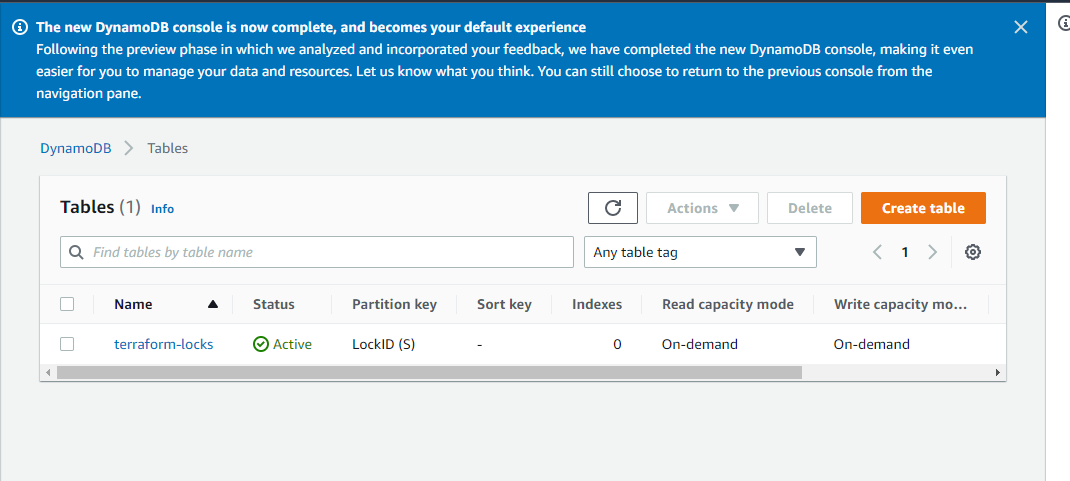 The new DynamoDB console is now complete, and becomes your default experience
Following the preview phase in which we analyzed and incorporated your feedback, we have completed the new DynamoDB console, making it even
easier for you to manage your data and resources. Let us know what you think. You can still choose to return to the previous console from the
navigation pane.
DynamoDB Tables
Tables (1) Info Actions Delete Create table
Find tables by table name Any table tag 1
Name Status Partition key Sort key Indexes Read capacity mode Write capacity mo...
terraform-locks Active LockID (S) - 0 On-demand On-demand